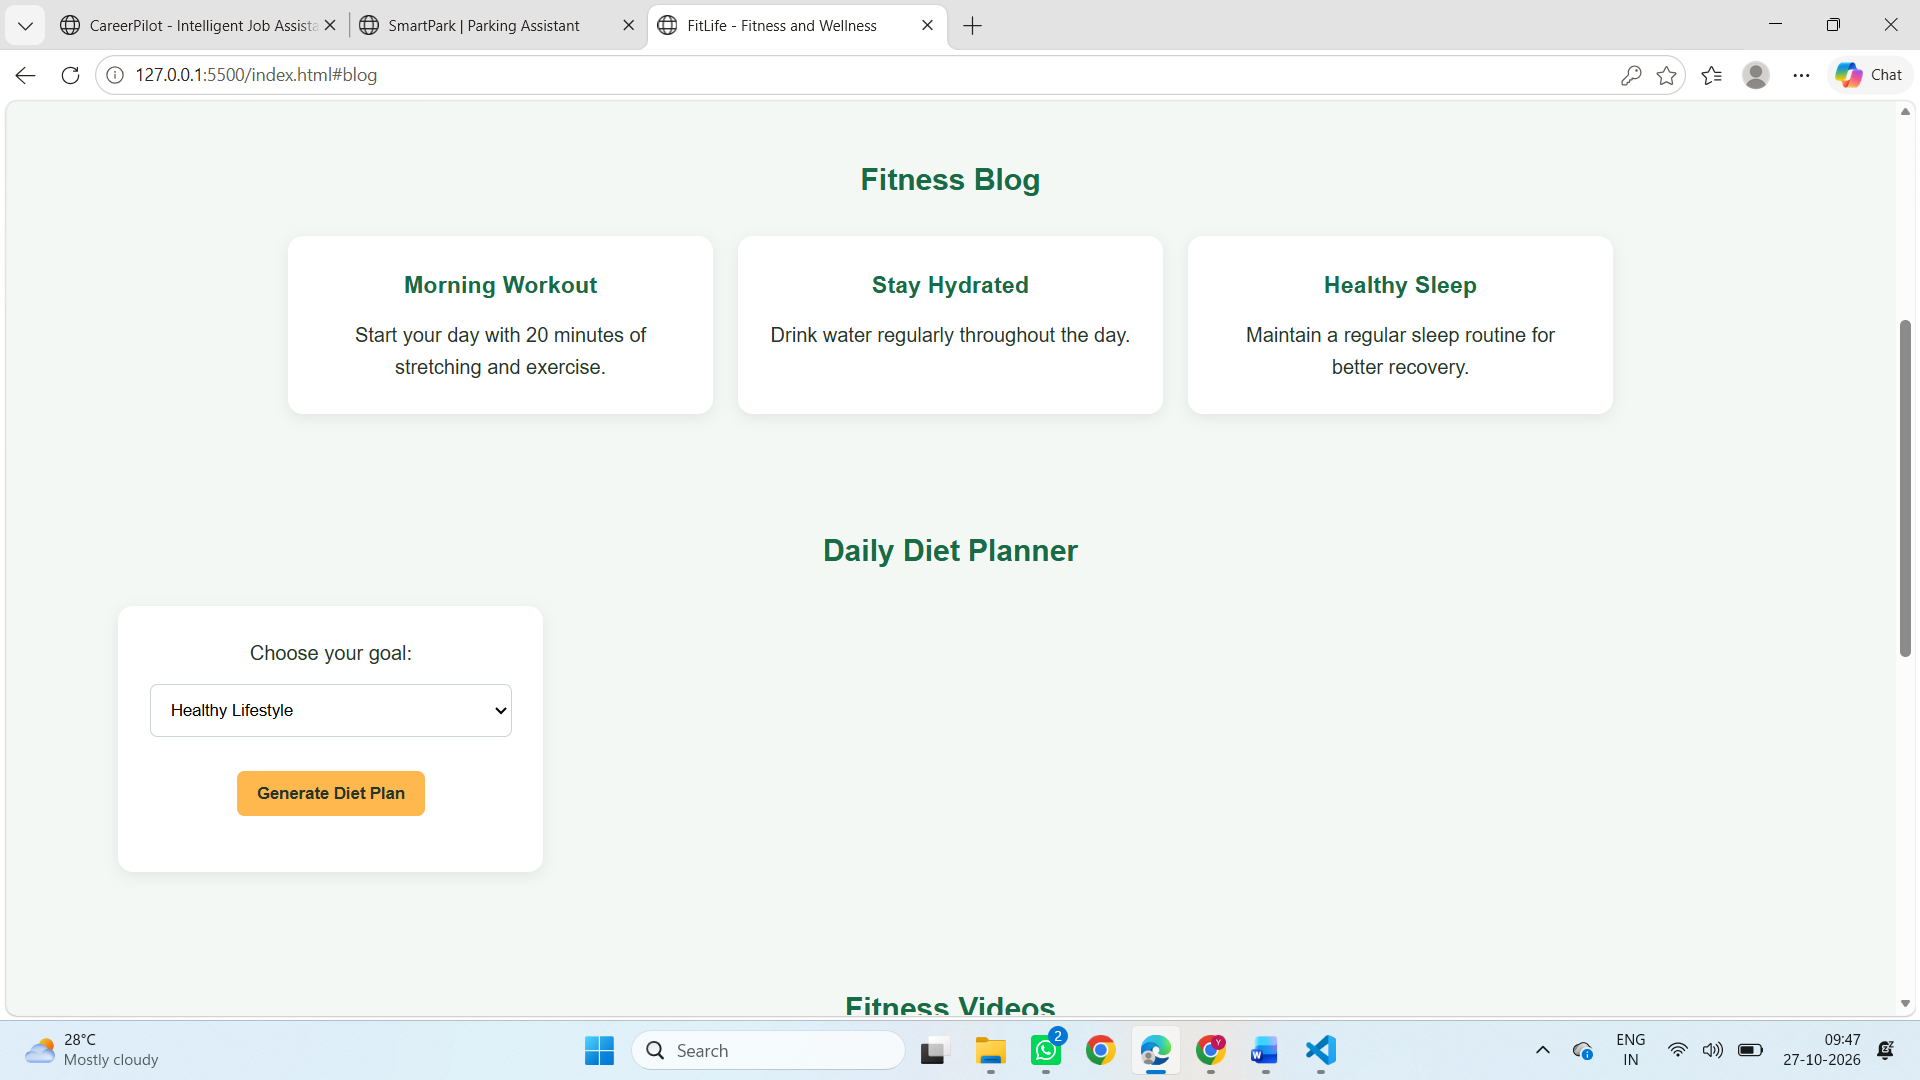 CareerPilot - Intelligent Job Assista
SmartPark | Parking Assistant
FitLife - Fitness and Wellness
127.0.0.1:5500/index.html#blog
Chat
Fitness Blog
Morning Workout
Start your day with 20 minutes of
stretching and exercise.
Stay Hydrated
Drink water regularly throughout the day.
Healthy Sleep
Maintain a regular sleep routine for
better recovery.
Daily Diet Planner
Choose your goal:
Healthy Lifestyle
Generate Diet Plan
Fitness Videos
28°C
Mostly cloudy
Search
2
Y
W
ENG
IN
09:47
27-10-2026